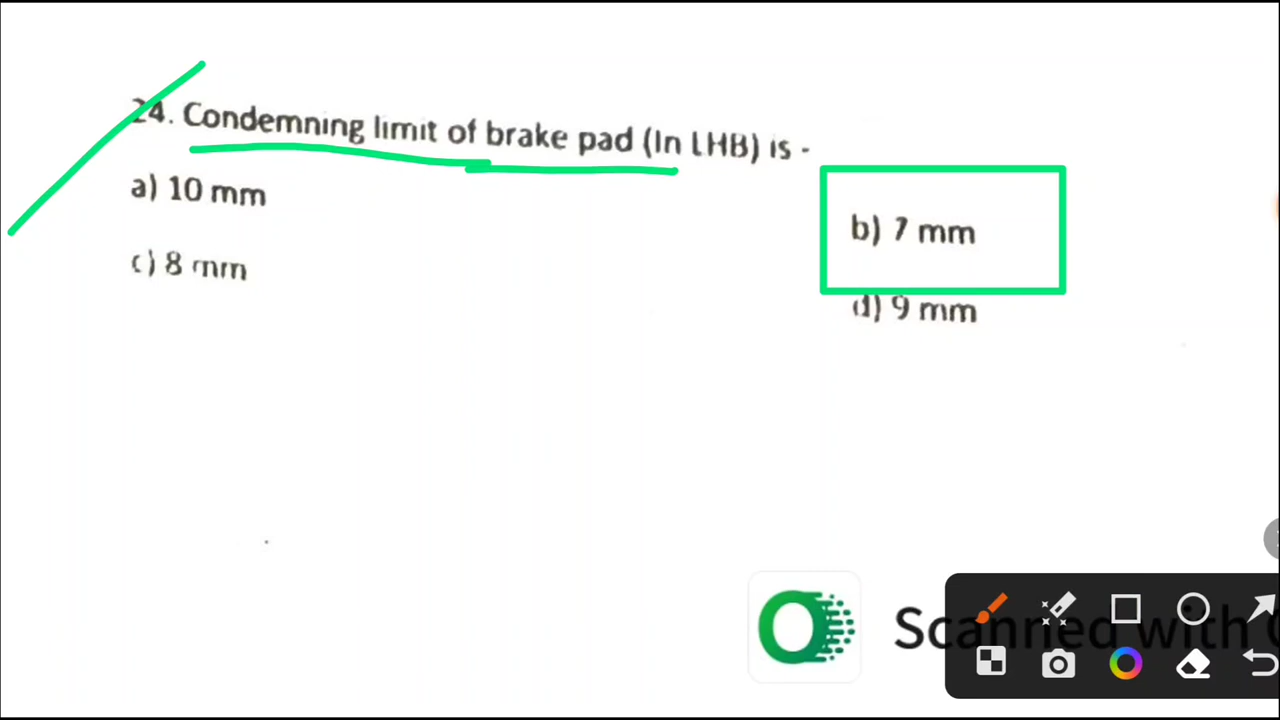 24. Condemning limit of brake pad (In LHB) is -
a) 10 mm
b) 7 mm
c) 8 mm
d) 9 mm
Scanned with